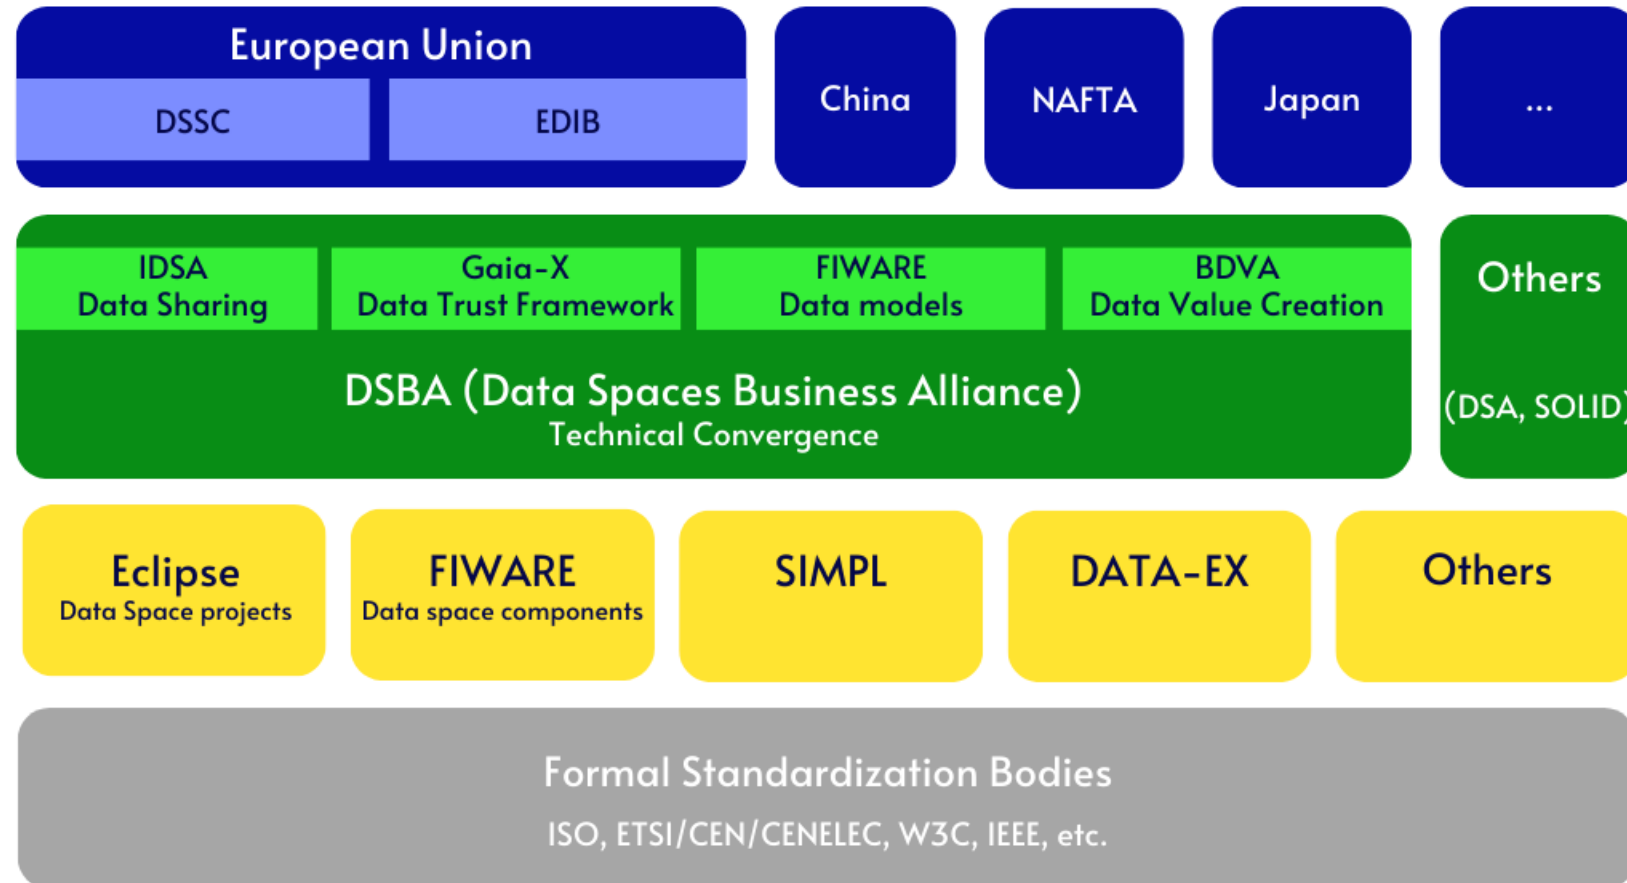 European Union
DSSC
EDIB
China
NAFTA
Japan
...
IDSA
Data Sharing
Gaia-X
Data Trust Framework
FIWARE
Data models
BDVA
Data Value Creation
DSBA (Data Spaces Business Alliance)
Technical Convergence
Others
(DSA, SOLID)
Eclipse
Data Space projects
FIWARE
Data space components
SIMPL
DATA-EX
Others
Formal Standardization Bodies
ISO, ETSI/CEN/CENELEC, W3C, IEEE, etc.